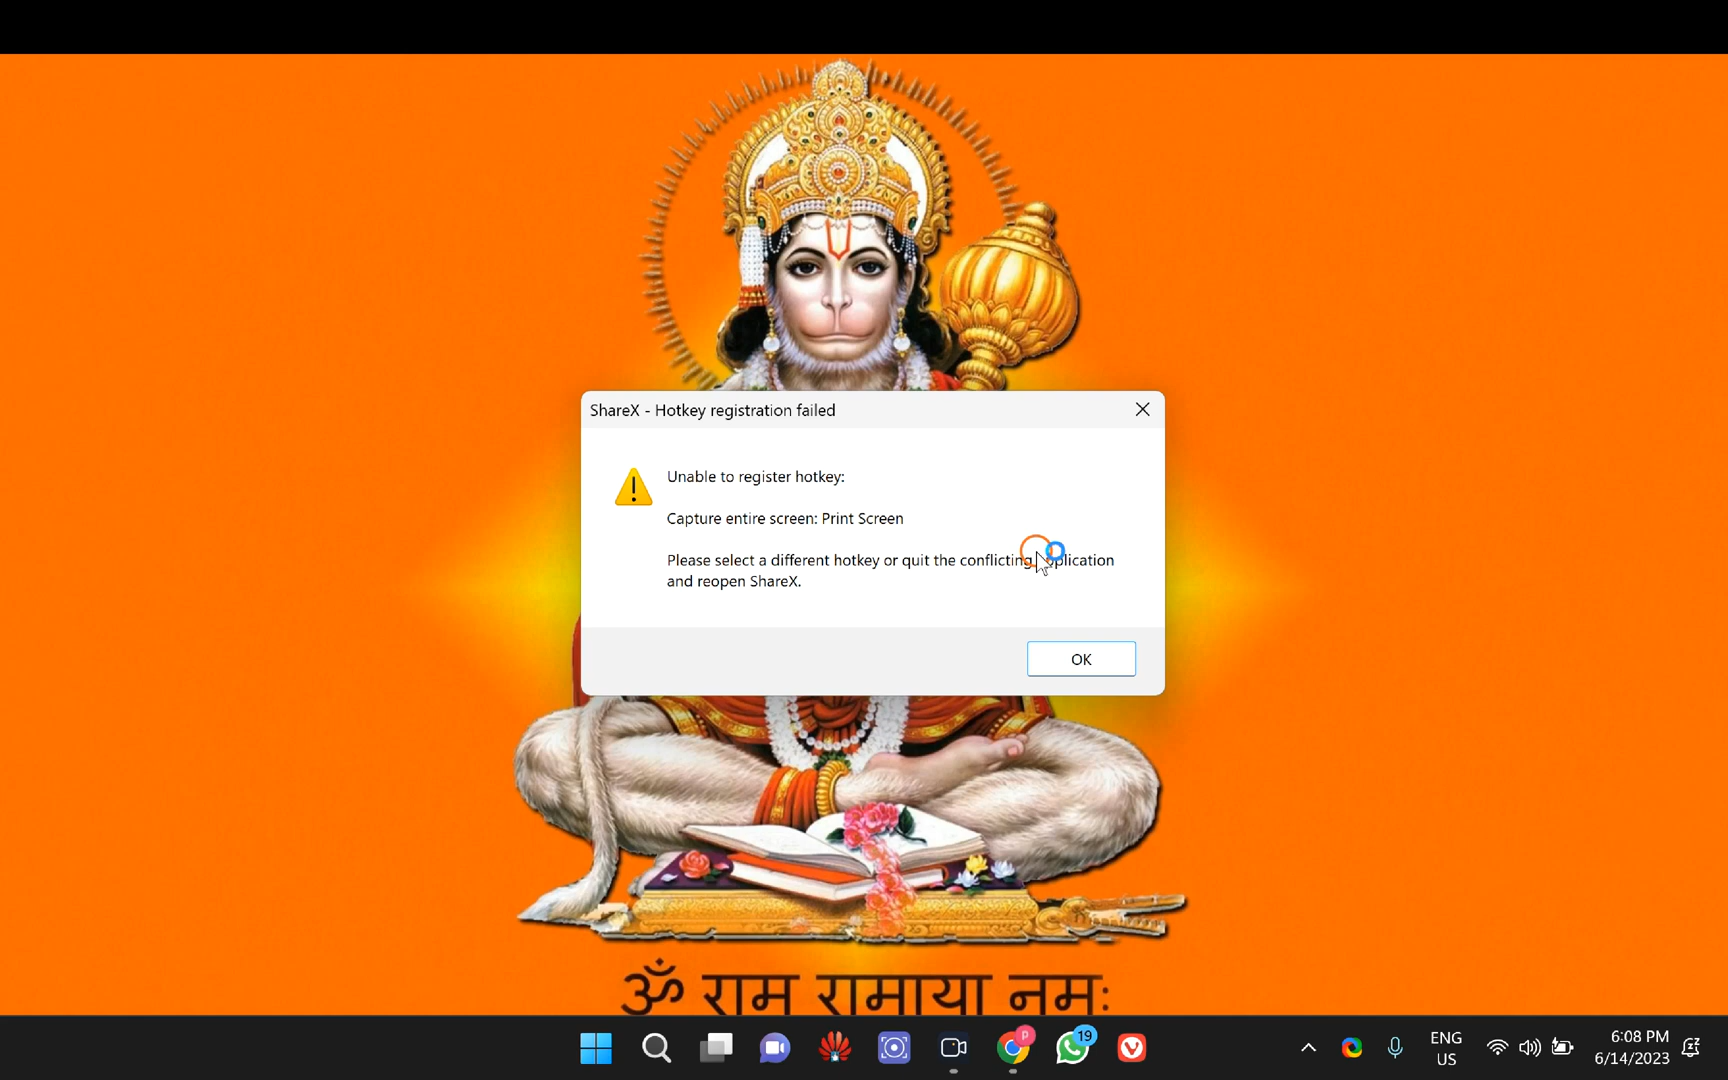 ShareX - Hotkey registration failed
Unable to register hotkey:
Capture entire screen: Print Screen
Please select a different hotkey or quit the conflicting
and reopen ShareX.
OK
ॐ राम रामाया नमः
P
19
ENG
US
6:08 PM
6/14/2023